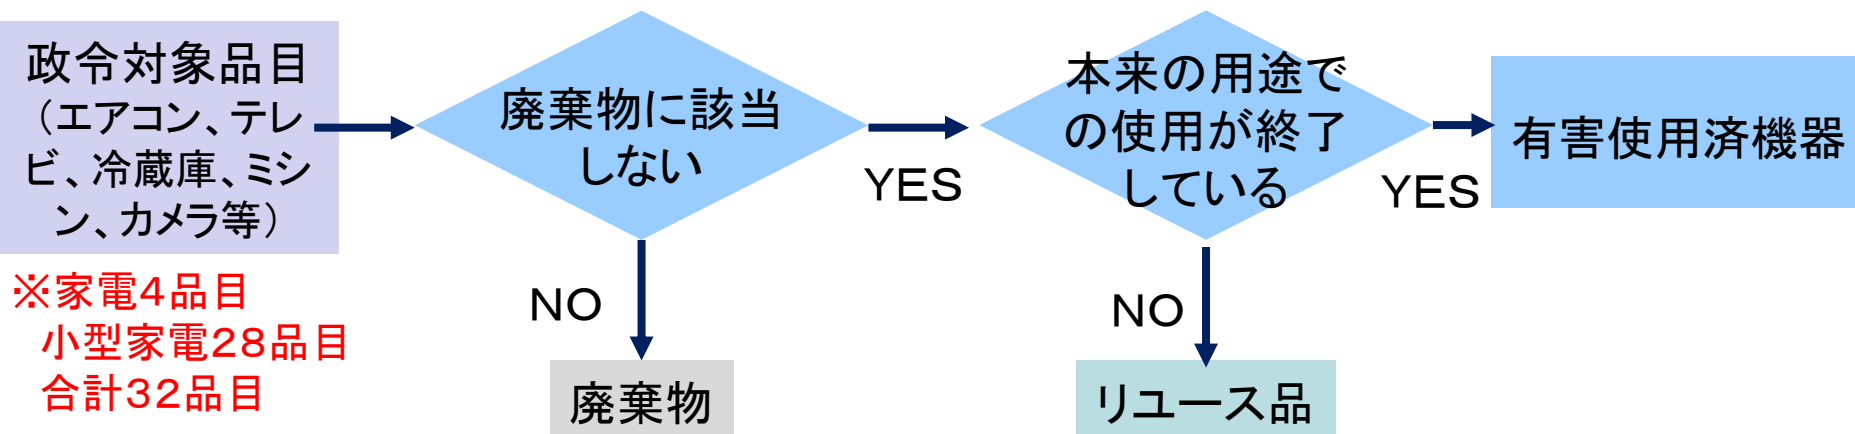 政令対象品目
（エアコン、テレ
ビ、冷蔵庫、ミシ
ン、カメラ等）
※家電４品目
小型家電２８品目
合計３２品目
廃棄物に該当
しない
YES
NO
廃棄物
本来の用途で
の使用が終了
している
YES
NO
リユース品
有害使用済機器